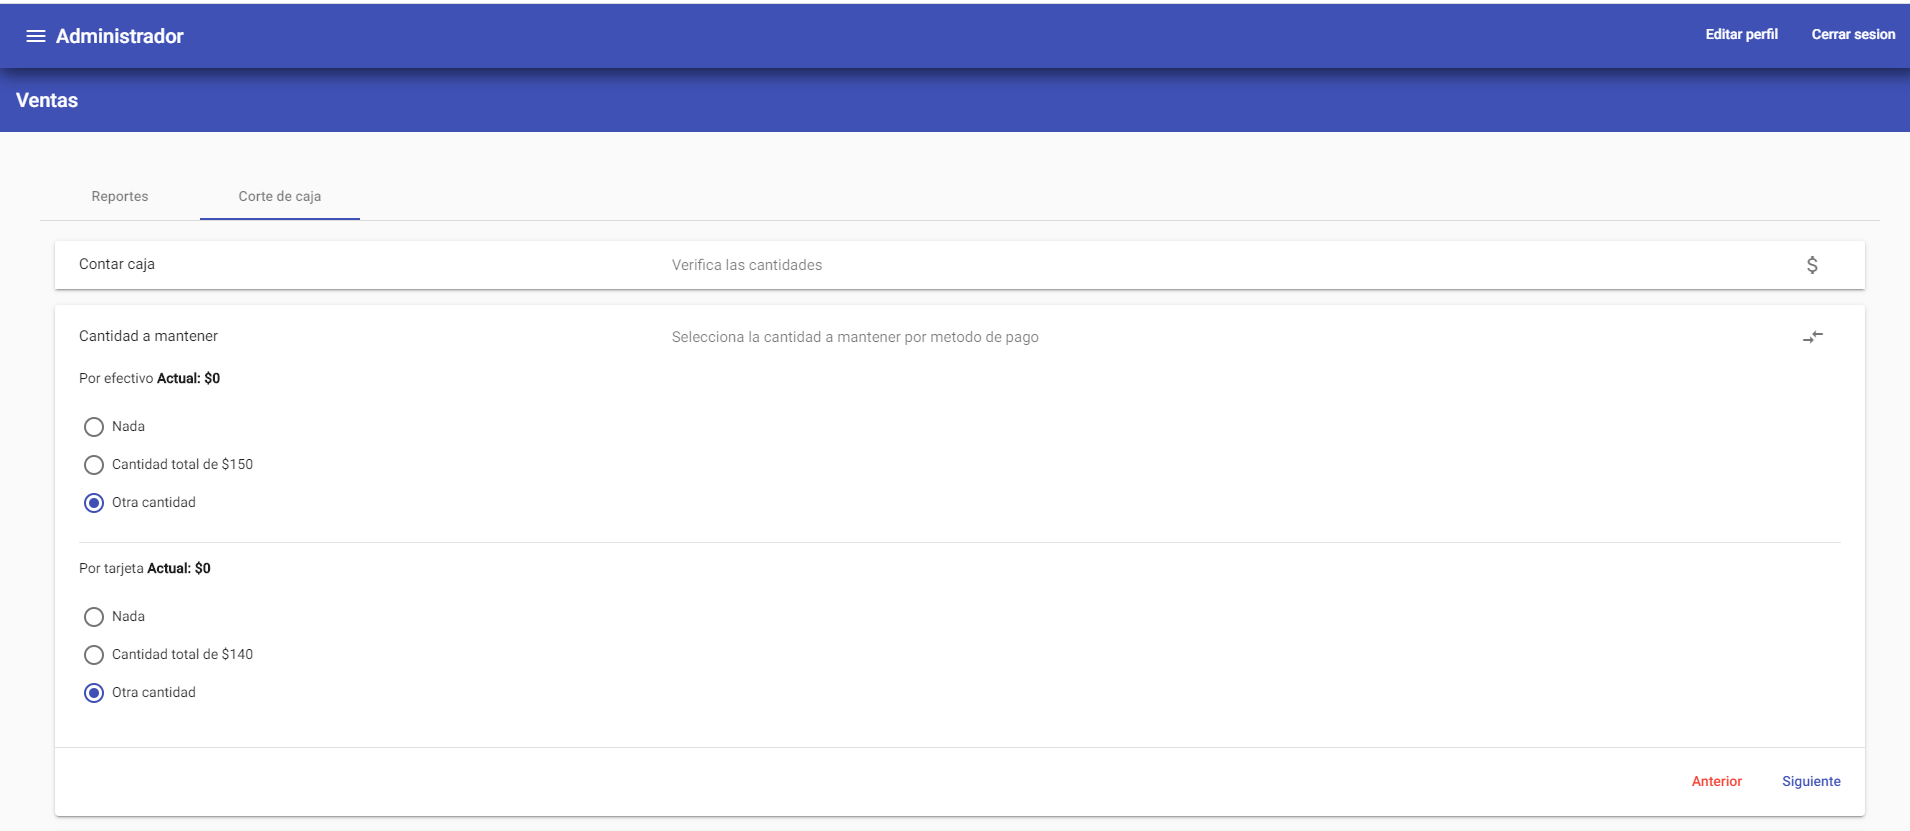 Administrador
Editar perfil
Cerrar sesion
Ventas
Reportes
Corte de caja
Contar caja
Verifica las cantidades
$
Cantidad a mantener
Selecciona la cantidad a mantener por metodo de pago
Por efectivo Actual: $0
Nada
Cantidad total de $150
Otra cantidad
Por tarjeta Actual: $0
Nada
Cantidad total de $140
Otra cantidad
Anterior
Siguiente